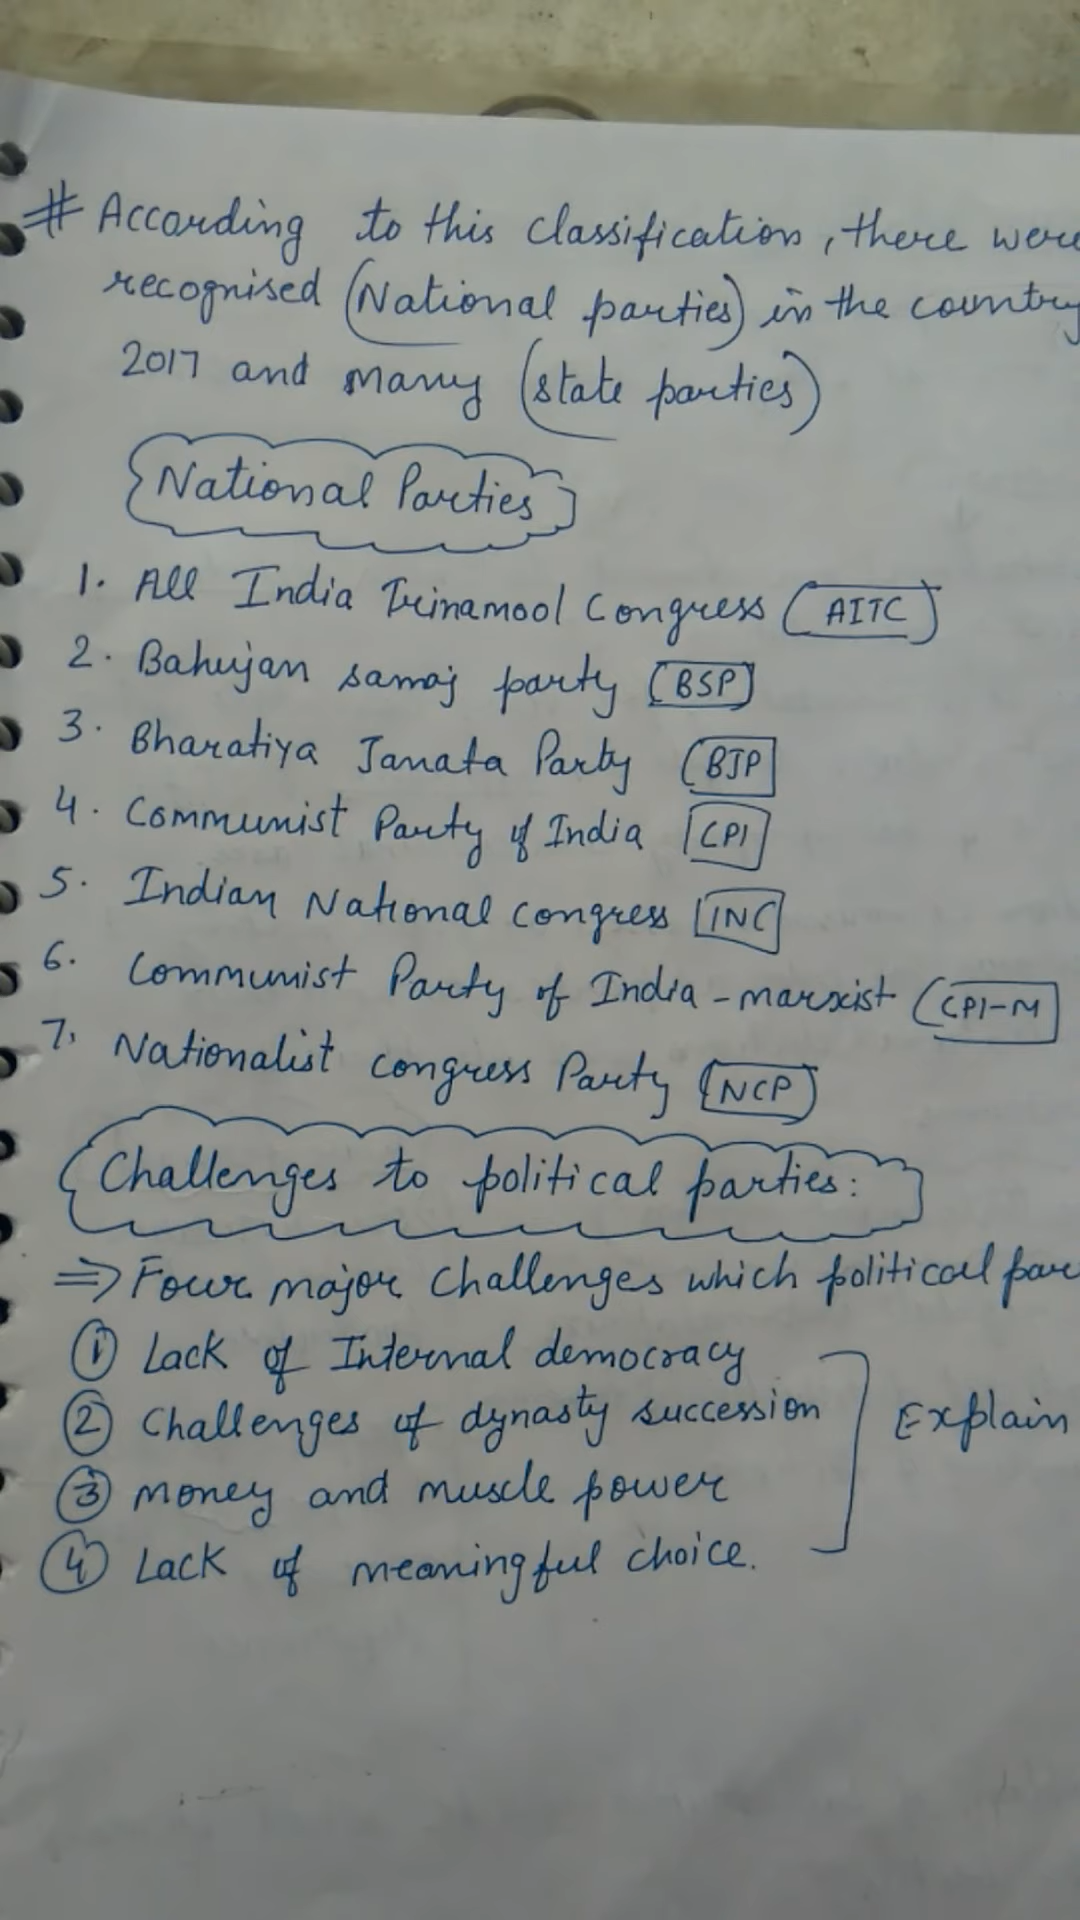 # According to this classification, there were
recognised (National parties) in the country
2017 and many (state parties)
National Parties
1. All India Trinamool Congress (AITC)
2. Bahujan samaj party (BSP)
3. Bharatiya Janata Party (BJP)
4. Communist Party of India [CPI]
5. Indian National congress [INC]
6. Communist Party of India - marxist (CPI-M)
7. Nationalist congress Party (NCP)
Challenges to political parties:
⇒ Four major challenges which political par
① Lack of Internal democracy
② Challenges of dynasty succession
Explain
③ money and muscle power
④ Lack of meaningful choice.